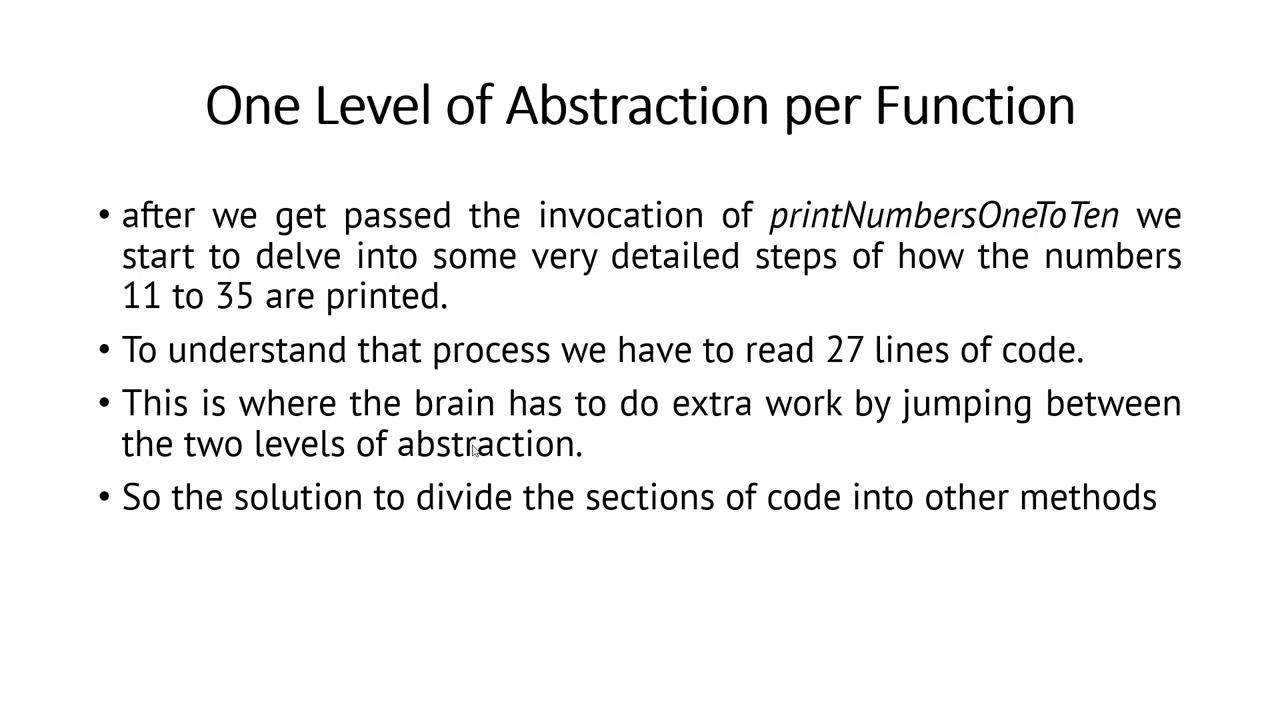 One Level of Abstraction per Function
• after we get passed the invocation of printNumbersOneToTen we
start to delve into some very detailed steps of how the numbers
11 to 35 are printed.
• To understand that process we have to read 27 lines of code.
• This is where the brain has to do extra work by jumping between
the two levels of abstraction.
• So the solution to divide the sections of code into other methods